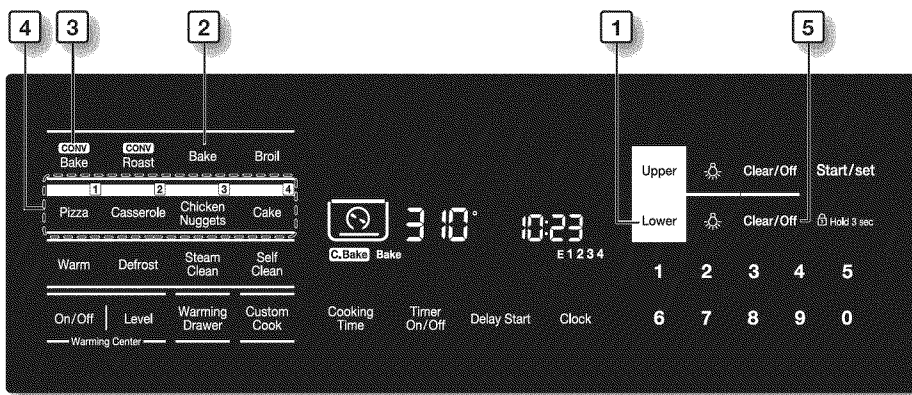 4 3 2 1 5
CONV CONV
Bake Roast Bake Broil
1 2 3 4
Pizza Casserole Chicken Nuggets Cake
Warm Defrost Steam Clean Self Clean
On/Off Level Warming Drawer Custom Cook
Warming Center
310° 10:23
C.Bake Bake E 1 2 3 4
Cooking Time Timer On/Off Delay Start Clock
Upper Clear/Off Start/set
Lower Clear/Off Hold 3 sec
1 2 3 4 5
6 7 8 9 0